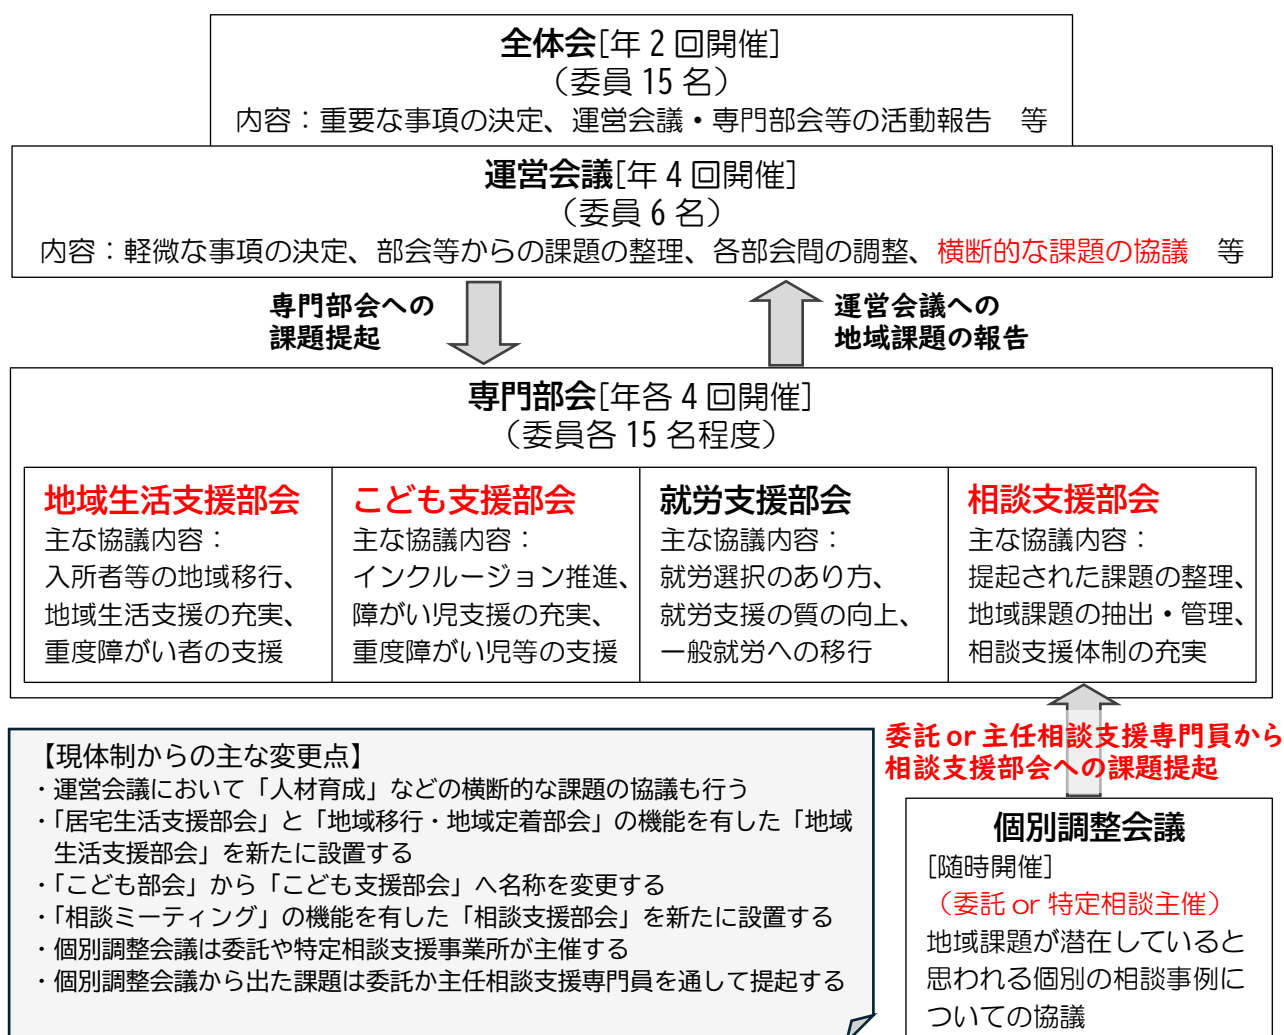 全体会[年 2 回開催]
（委員 15 名）
内容：重要な事項の決定、運営会議・専門部会等の活動報告　等
運営会議[年 4 回開催]
（委員 6 名）
内容：軽微な事項の決定、部会等からの課題の整理、各部会間の調整、横断的な課題の協議　等
専門部会への
課題提起
運営会議への
地域課題の報告
専門部会[年各 4 回開催]
（委員各 15 名程度）
地域生活支援部会
主な協議内容：
入所者等の地域移行、
地域生活支援の充実、
重度障がい者の支援
こども支援部会
主な協議内容：
インクルージョン推進、
障がい児支援の充実、
重度障がい児等の支援
就労支援部会
主な協議内容：
就労選択のあり方、
就労支援の質の向上、
一般就労への移行
相談支援部会
主な協議内容：
提起された課題の整理、
地域課題の抽出・管理、
相談支援体制の充実
【現体制からの主な変更点】
・運営会議において「人材育成」などの横断的な課題の協議も行う
・「居宅生活支援部会」と「地域移行・地域定着部会」の機能を有した「地域
生活支援部会」を新たに設置する
・「こども部会」から「こども支援部会」へ名称を変更する
・「相談ミーティング」の機能を有した「相談支援部会」を新たに設置する
・個別調整会議は委託や特定相談支援事業所が主催する
・個別調整会議から出た課題は委託か主任相談支援専門員を通して提起する
委託 or 主任相談支援専門員から
相談支援部会への課題提起
個別調整会議
[随時開催]
（委託 or 特定相談主催）
地域課題が潜在していると
思われる個別の相談事例に
ついての協議